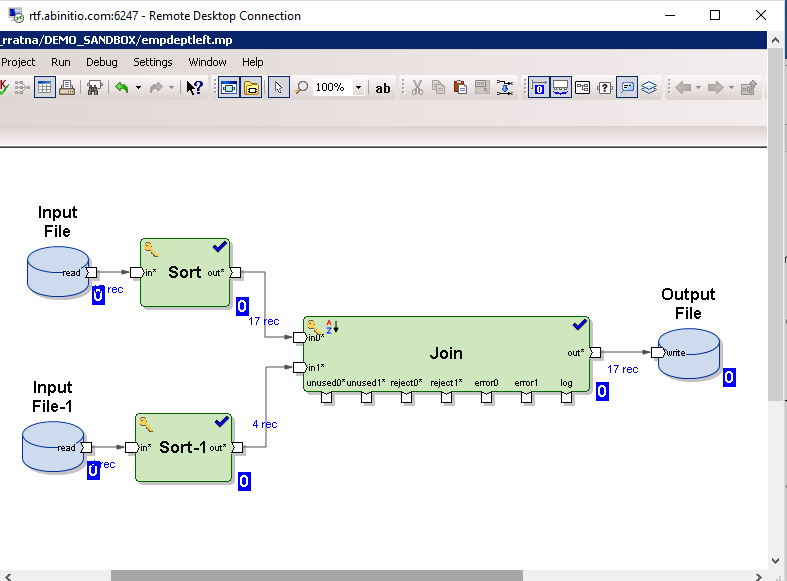 rtf.abinitio.com:6247 - Remote Desktop Connection
_rratna/DEMO_SANDBOX/empdeptleft.mp
Project Run Debug Settings Window Help
100% ab
Input
File
read
rec
0
in* Sort out*
0
17 rec
Input
File-1
read
rec
0
in* Sort-1 out*
0
4 rec
in0*
in1*
Join
out*
unused0* unused1* reject0* reject1* error0 error1 log
0
17 rec
Output
File
write
0